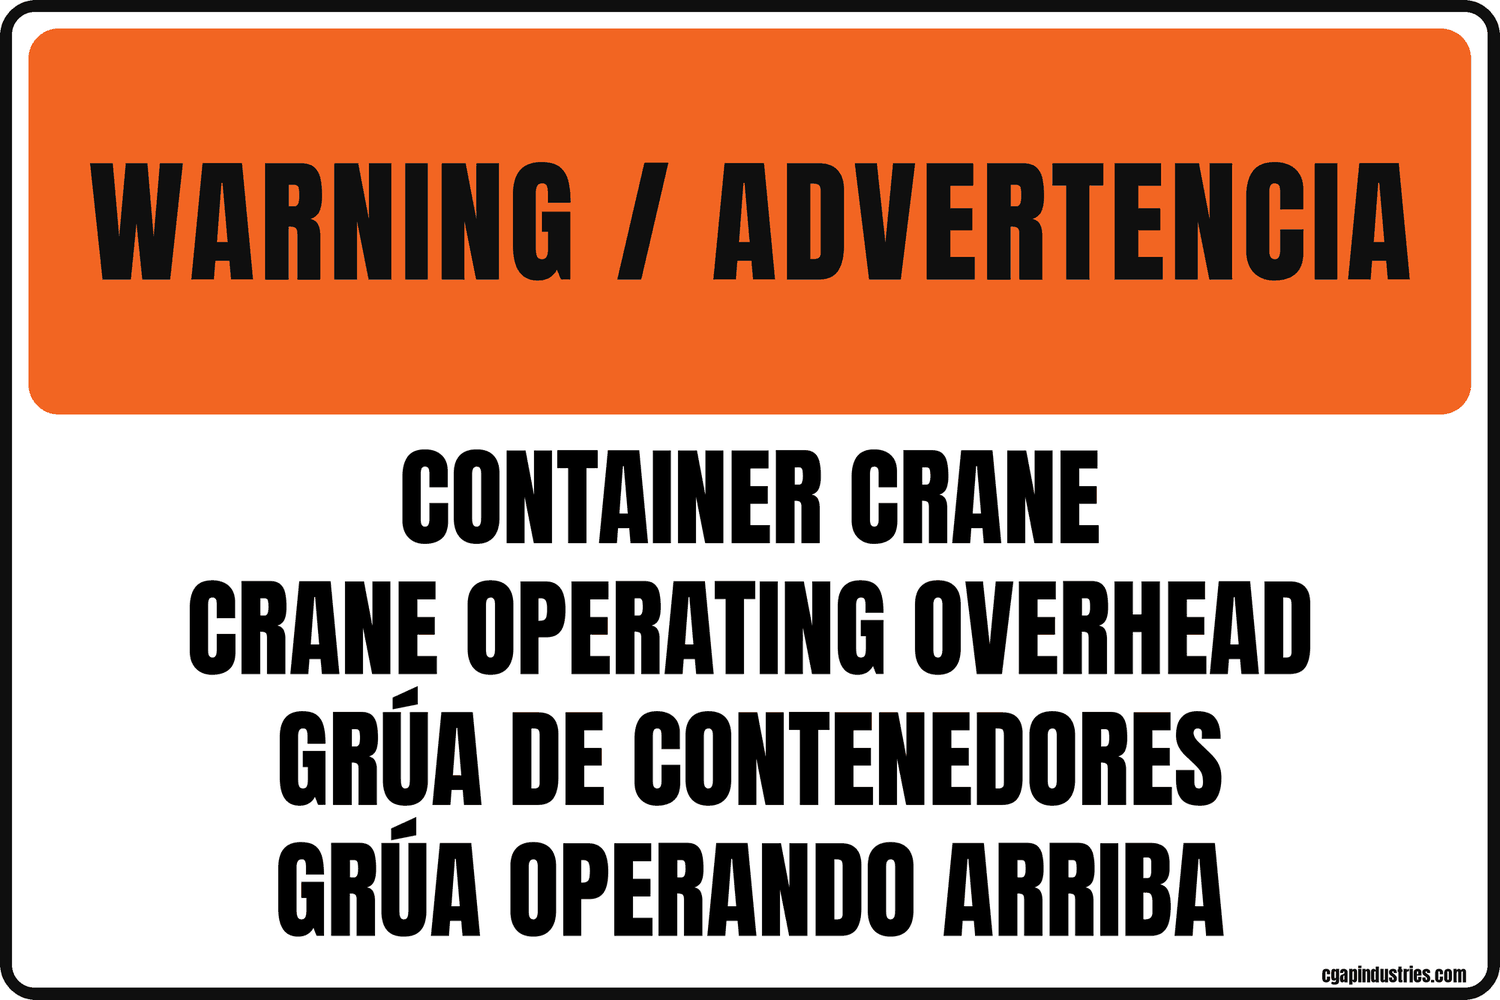 WARNING / ADVERTENCIA
CONTAINER CRANE
CRANE OPERATING OVERHEAD
GRÚA DE CONTENEDORES
GRÚA OPERANDO ARRIBA
cgapindustries.com